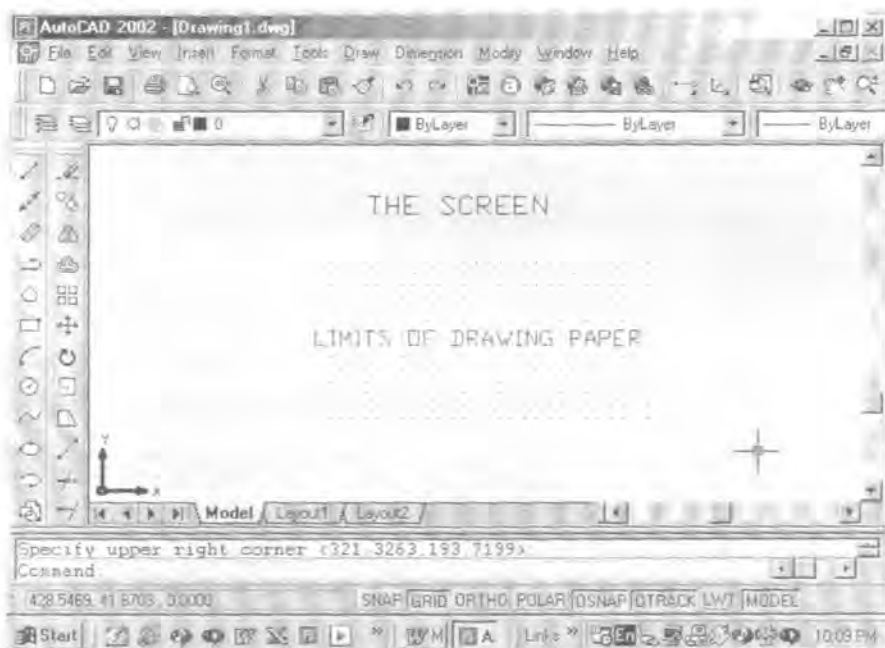 AutoCAD 2002 - [Drawing1.dwg]
File Edit View Insert Format Tools Draw Dimension Modify Window Help
0 ByLayer ByLayer ByLayer
THE SCREEN
LIMITS OF DRAWING PAPER
Y
X
Model Layout1 Layout2
Specify upper right corner <321.3263,193.7199>:
Command
428.5469, 41.8703, 0.0000 SNAP GRID ORTHO POLAR OSNAP OTRACK LWT MODEL
Start M A. Links » En 10:09 PM